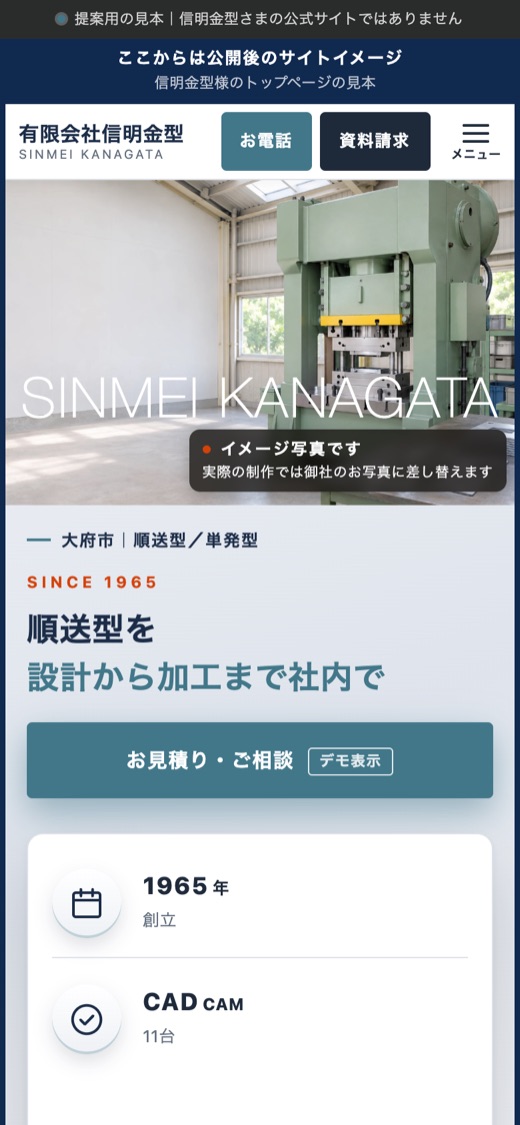 提案用の見本｜信明金型さまの公式サイトではありません
ここからは公開後のサイトイメージ
信明金型様のトップページの見本
有限会社信明金型
SINMEI KANAGATA
お電話
資料請求
メニュー
SINMEI KANAGATA
イメージ写真です
実際の制作では御社のお写真に差し替えます
大府市｜順送型／単発型
SINCE 1965
順送型を
設計から加工まで社内で
お見積り・ご相談 デモ表示
1965年
創立
CAD CAM
11台